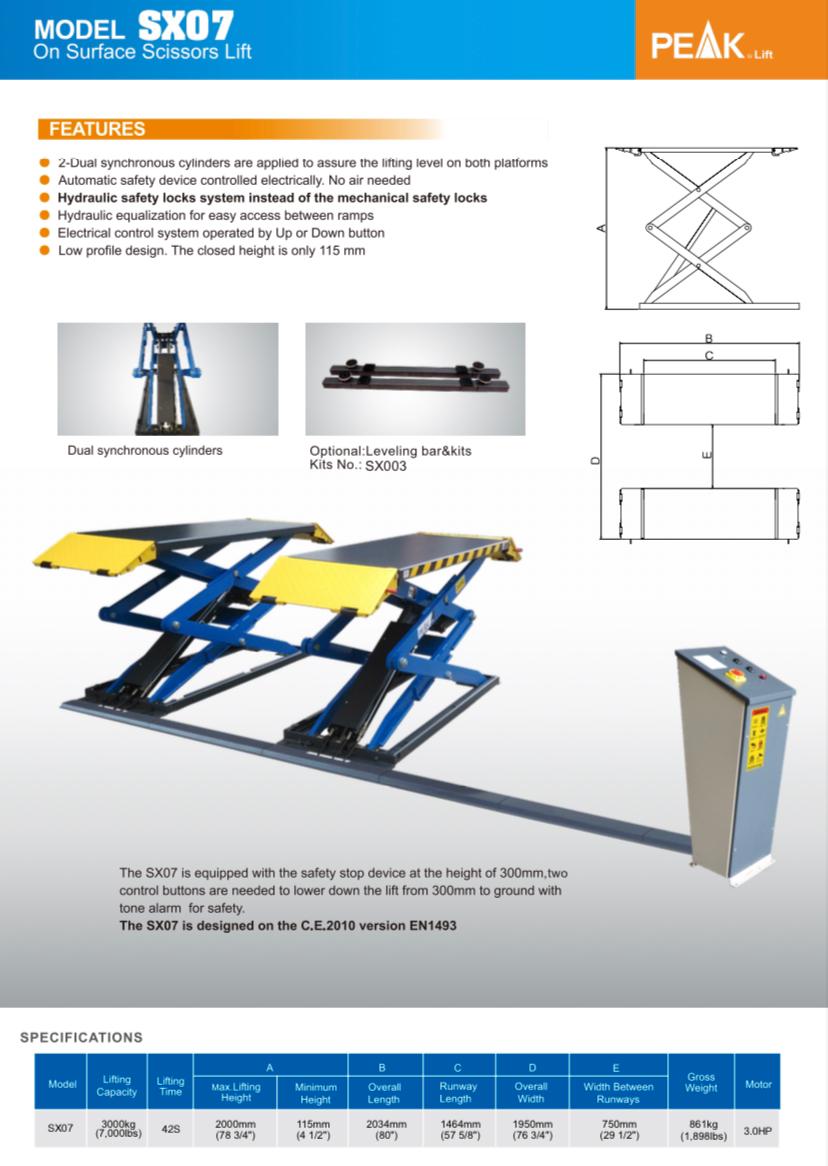 MODEL SX07
On Surface Scissors Lift
PEAK ® Lift
FEATURES
2-Dual synchronous cylinders are applied to assure the lifting level on both platforms
Automatic safety device controlled electrically. No air needed
Hydraulic safety locks system instead of the mechanical safety locks
Hydraulic equalization for easy access between ramps
Electrical control system operated by Up or Down button
Low profile design. The closed height is only 115 mm
A
B
C
D
E
Dual synchronous cylinders
Optional:Leveling bar&kits
Kits No.: SX003
The SX07 is equipped with the safety stop device at the height of 300mm,two
control buttons are needed to lower down the lift from 300mm to ground with
tone alarm for safety.
The SX07 is designed on the C.E.2010 version EN1493
SPECIFICATIONS
Model Lifting Capacity Lifting Time A B C D E Gross Weight Motor
Max.Lifting Height Minimum Height Overall Length Runway Length Overall Width Width Between Runways
SX07 3000kg (7,000lbs) 42S 2000mm (78 3/4") 115mm (4 1/2") 2034mm (80") 1464mm (57 5/8") 1950mm (76 3/4") 750mm (29 1/2") 861kg (1,898lbs) 3.0HP